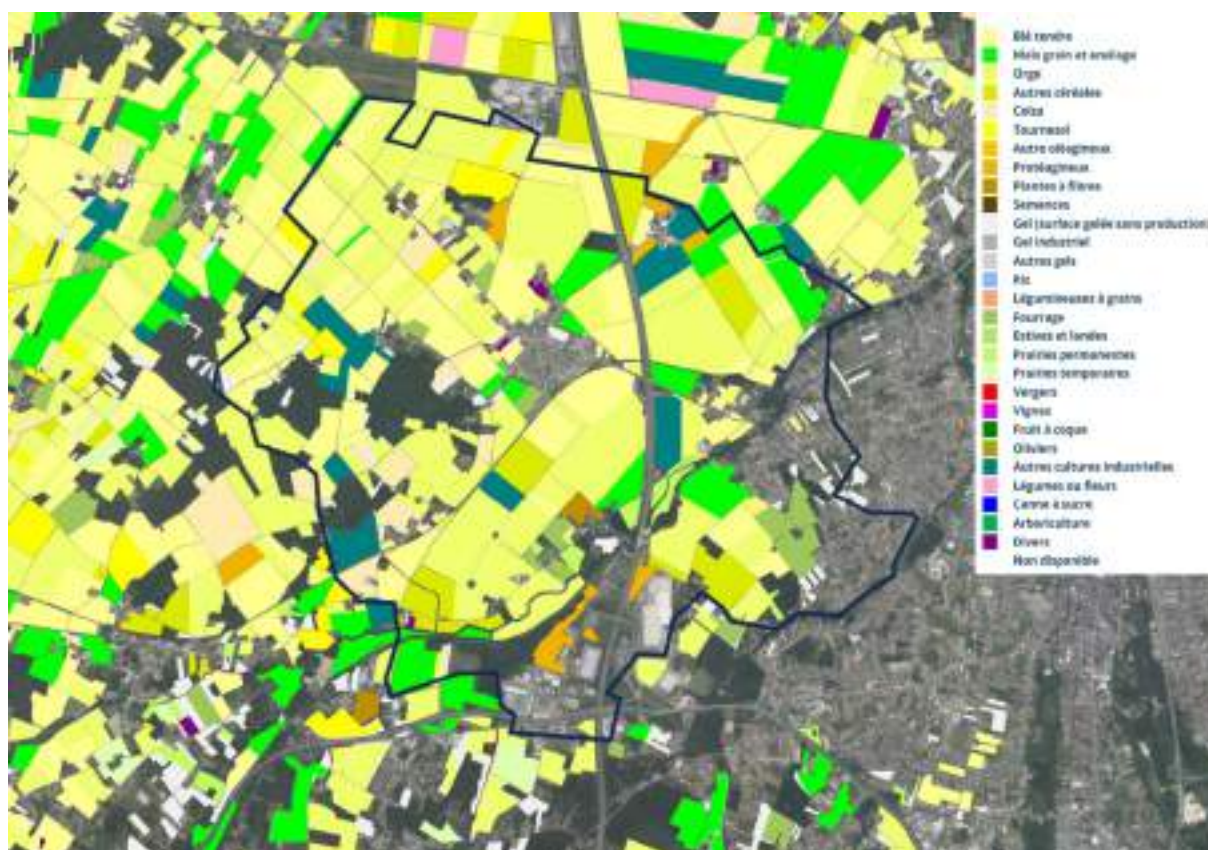 Blé tendre
Maïs grain et ensilage
Orge
Autres céréales
Colza
Tournesol
Autre oléagineux
Protéagineux
Plantes à fibres
Semences
Gel (surface gelée sans production)
Gel industriel
Autres gels
Riz
Légumineuses à grains
Fourrage
Estives et landes
Prairies permanentes
Prairies temporaires
Vergers
Vignes
Fruit à coque
Oliviers
Autres cultures industrielles
Légumes ou fleurs
Canne à sucre
Arboriculture
Divers
Non disponible